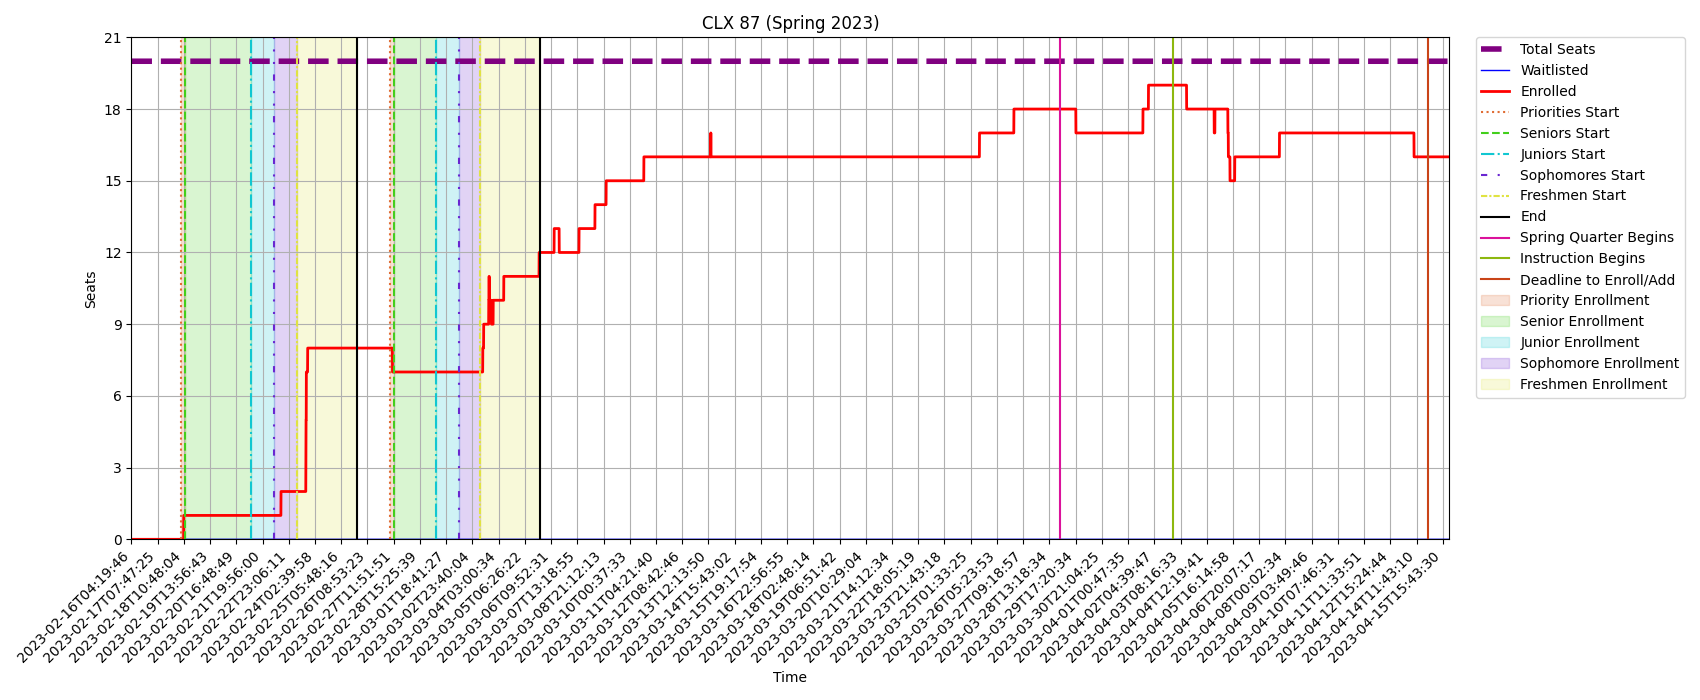 CLX 87 (Spring 2023)
21
18
15
12
9
6
3
0
Seats
2023-02-16T04:19:46
2023-02-17T07:47:25
2023-02-18T10:48:04
2023-02-19T13:56:43
2023-02-20T16:48:49
2023-02-21T19:56:00
2023-02-22T23:06:11
2023-02-24T02:39:58
2023-02-25T05:48:16
2023-02-26T08:53:23
2023-02-27T11:51:51
2023-02-28T15:25:39
2023-03-01T18:41:27
2023-03-02T23:40:04
2023-03-04T03:00:34
2023-03-05T06:26:22
2023-03-06T09:52:31
2023-03-07T13:18:55
2023-03-08T21:12:13
2023-03-10T00:37:33
2023-03-11T04:21:40
2023-03-12T08:42:46
2023-03-13T12:13:50
2023-03-14T15:43:02
2023-03-15T19:17:54
2023-03-16T22:56:55
2023-03-18T02:48:14
2023-03-19T06:51:42
2023-03-20T10:29:04
2023-03-21T14:12:34
2023-03-22T18:05:19
2023-03-23T21:43:18
2023-03-25T01:33:25
2023-03-26T05:23:53
2023-03-27T09:18:57
2023-03-28T13:18:34
2023-03-29T17:20:34
2023-03-30T21:04:25
2023-04-01T00:47:35
2023-04-02T04:39:47
2023-04-03T08:16:33
2023-04-04T12:19:41
2023-04-05T16:14:58
2023-04-06T20:07:17
2023-04-08T00:02:34
2023-04-09T03:49:46
2023-04-10T07:46:31
2023-04-11T11:33:51
2023-04-12T15:24:44
2023-04-14T11:43:10
2023-04-15T15:43:30
Time
Total Seats
Waitlisted
Enrolled
Priorities Start
Seniors Start
Juniors Start
Sophomores Start
Freshmen Start
End
Spring Quarter Begins
Instruction Begins
Deadline to Enroll/Add
Priority Enrollment
Senior Enrollment
Junior Enrollment
Sophomore Enrollment
Freshmen Enrollment